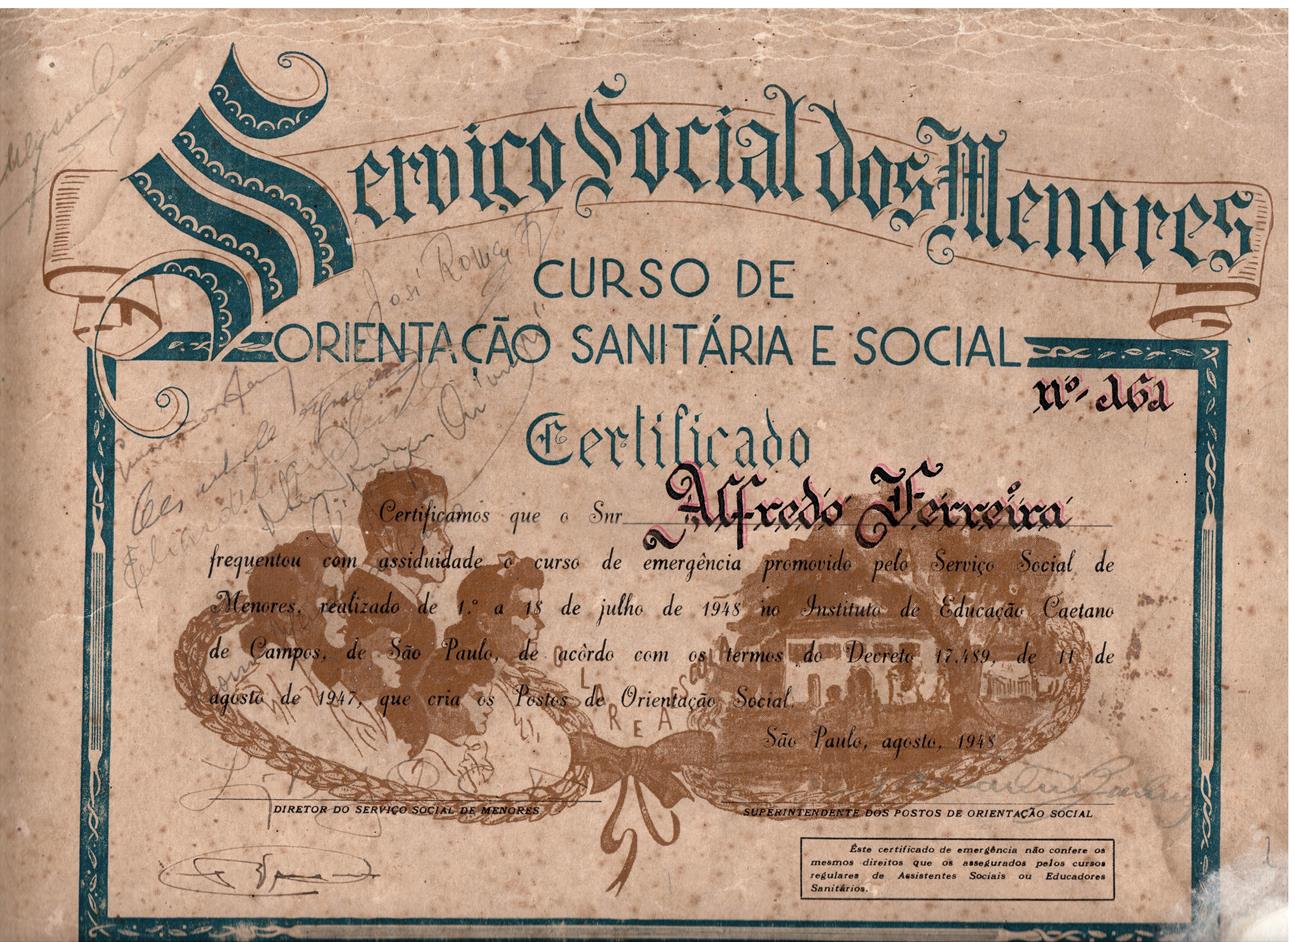 Serviço Social dos Menores
CURSO DE
ORIENTAÇÃO SANITÁRIA E SOCIAL
nº 161
Certificado
Certificamos que o Snr Alfredo Ferreira
frequentou com assiduidade o curso de emergência promovido pelo Serviço Social de
Menores, realizado de 1.º a 18 de julho de 1948 no Instituto de Educação Caetano
de Campos, de São Paulo, de acôrdo com os termos do Decreto 17.489, de 11 de
agosto de 1947, que cria os Postos de Orientação Social.
São Paulo, agosto, 1948
DIRETOR DO SERVIÇO SOCIAL DE MENORES
SUPERINTENDENTE DOS POSTOS DE ORIENTAÇÃO SOCIAL
Êste certificado de emergência não confere os
mesmos direitos que os assegurados pelos cursos
regulares de Assistentes Sociais ou Educadores
Sanitários.